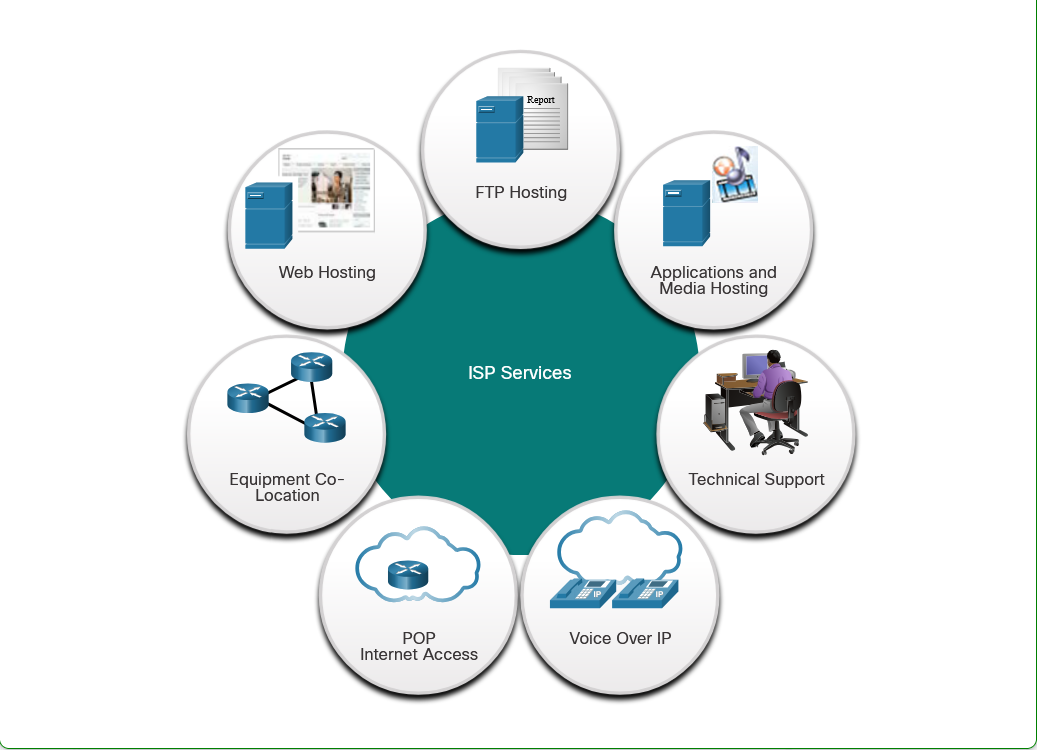 Report
FTP Hosting
Web Hosting
Applications and
Media Hosting
ISP Services
Equipment Co-
Location
Technical Support
IP
IP
POP
Internet Access
Voice Over IP